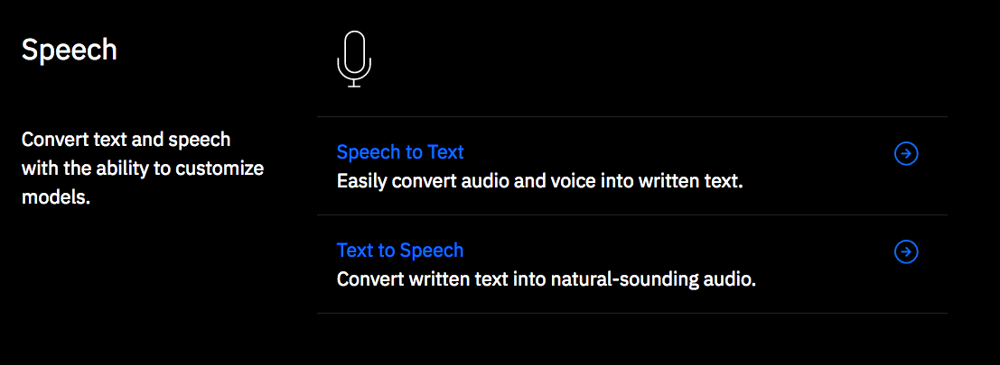 Speech
Convert text and speech
with the ability to customize
models.
Speech to Text
Easily convert audio and voice into written text.
Text to Speech
Convert written text into natural-sounding audio.